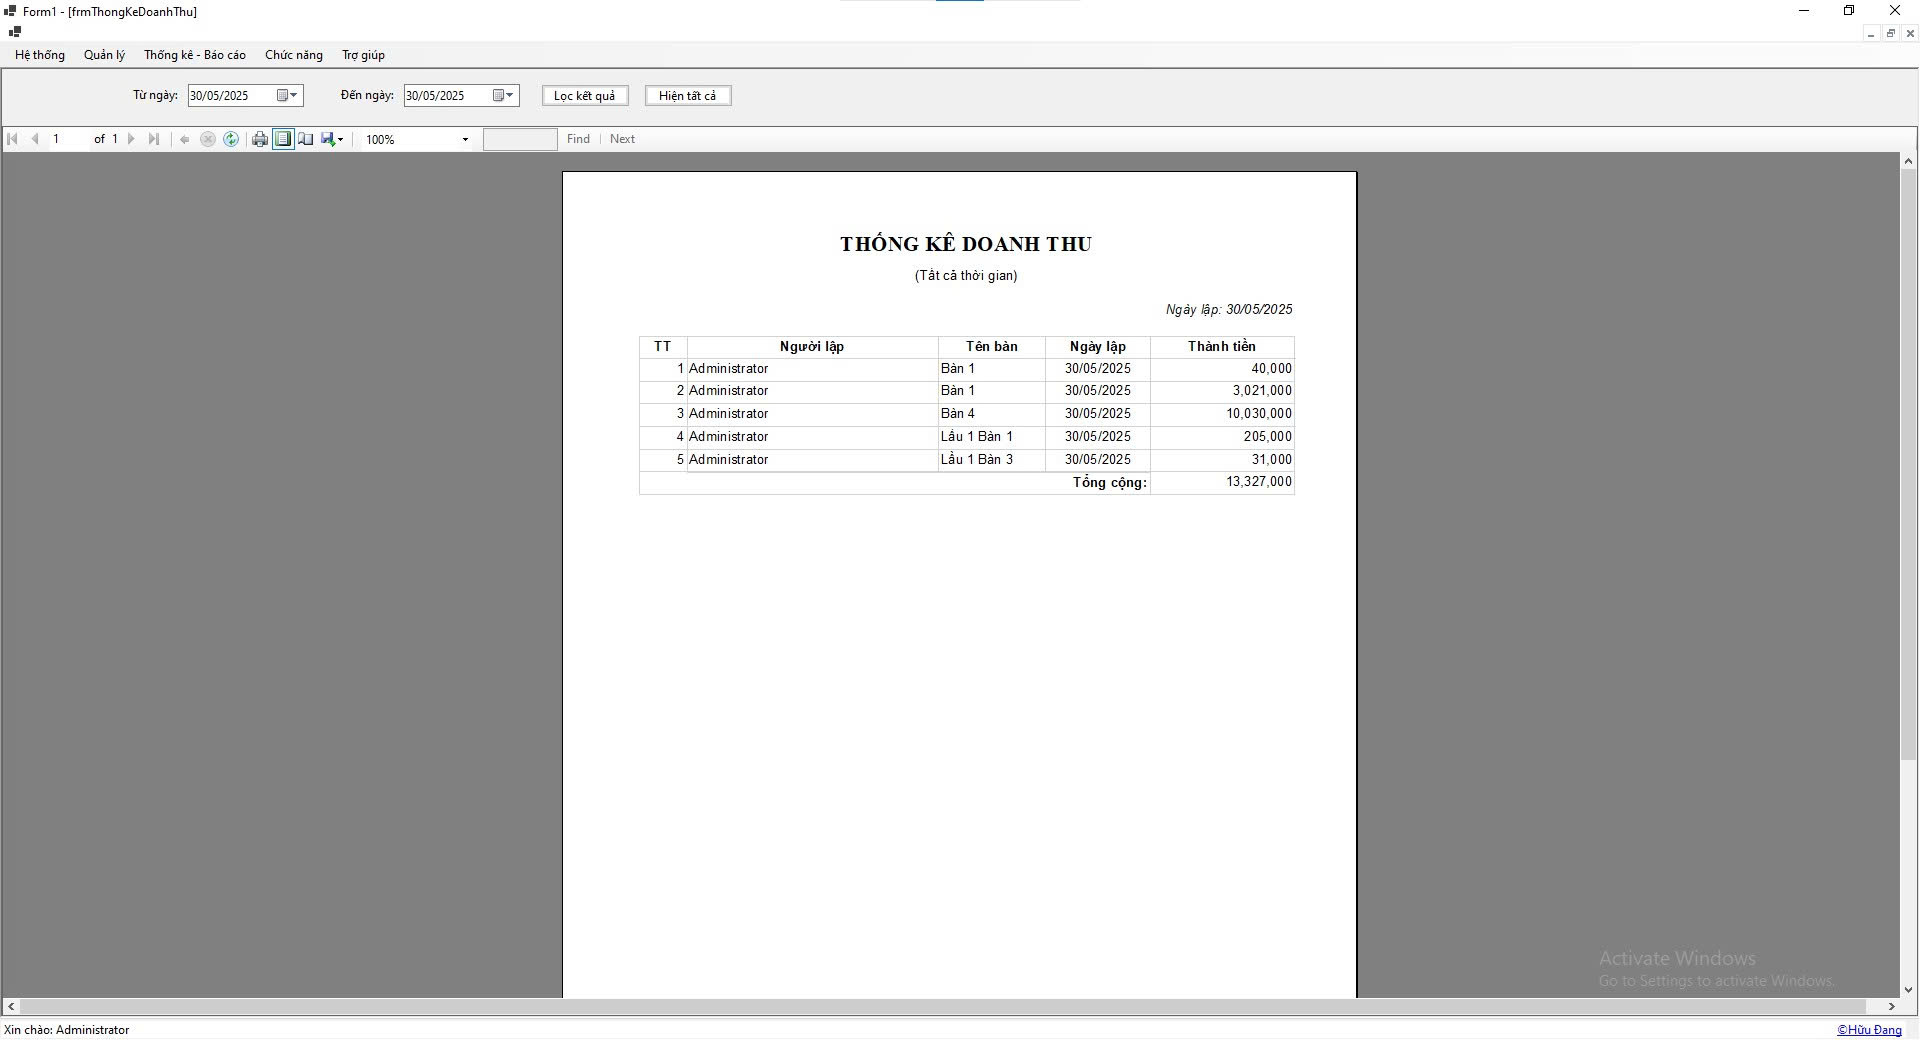 Form1 - [frmThongKeDoanhThu]
Hệ thống Quản lý Thống kê - Báo cáo Chức năng Trợ giúp
Từ ngày: 30/05/2025 Đến ngày: 30/05/2025 Lọc kết quả Hiện tất cả
1 of 1 100% Find | Next
THỐNG KÊ DOANH THU
(Tất cả thời gian)
Ngày lập: 30/05/2025
TT Người lập Tên bàn Ngày lập Thành tiền
1 Administrator Bàn 1 30/05/2025 40,000
2 Administrator Bàn 1 30/05/2025 3,021,000
3 Administrator Bàn 4 30/05/2025 10,030,000
4 Administrator Lầu 1 Bàn 1 30/05/2025 205,000
5 Administrator Lầu 1 Bàn 3 30/05/2025 31,000
Tổng cộng: 13,327,000
Activate Windows
Go to Settings to activate Windows.
Xin chào: Administrator ©Hữu Đang